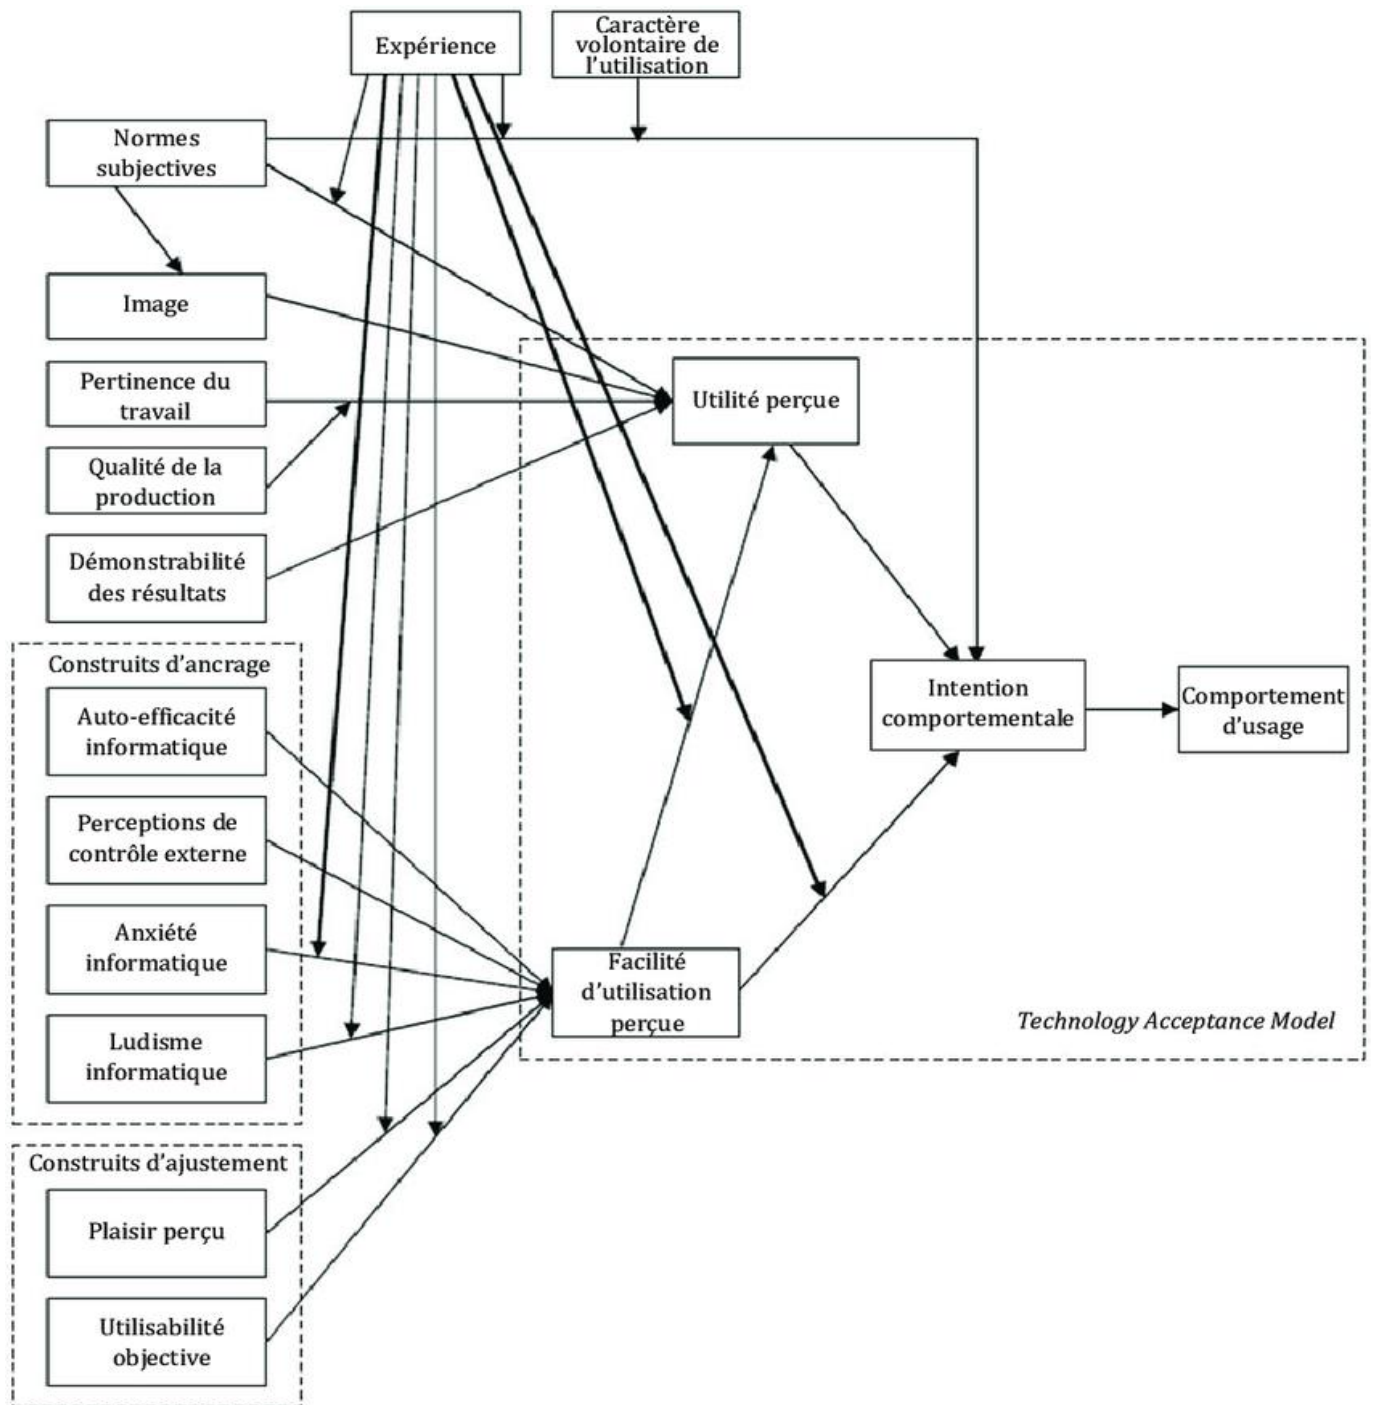 Expérience
Caractère
volontaire de
l'utilisation
Normes
subjectives
Image
Pertinence du
travail
Utilité perçue
Qualité de la
production
Démonstrabilité
des résultats
Construits d'ancrage
Auto-efficacité
informatique
Intention
comportementale
Comportement
d'usage
Perceptions de
contrôle externe
Anxiété
informatique
Facilité
d'utilisation
perçue
Technology Acceptance Model
Ludisme
informatique
Construits d'ajustement
Plaisir perçu
Utilisabilité
objective